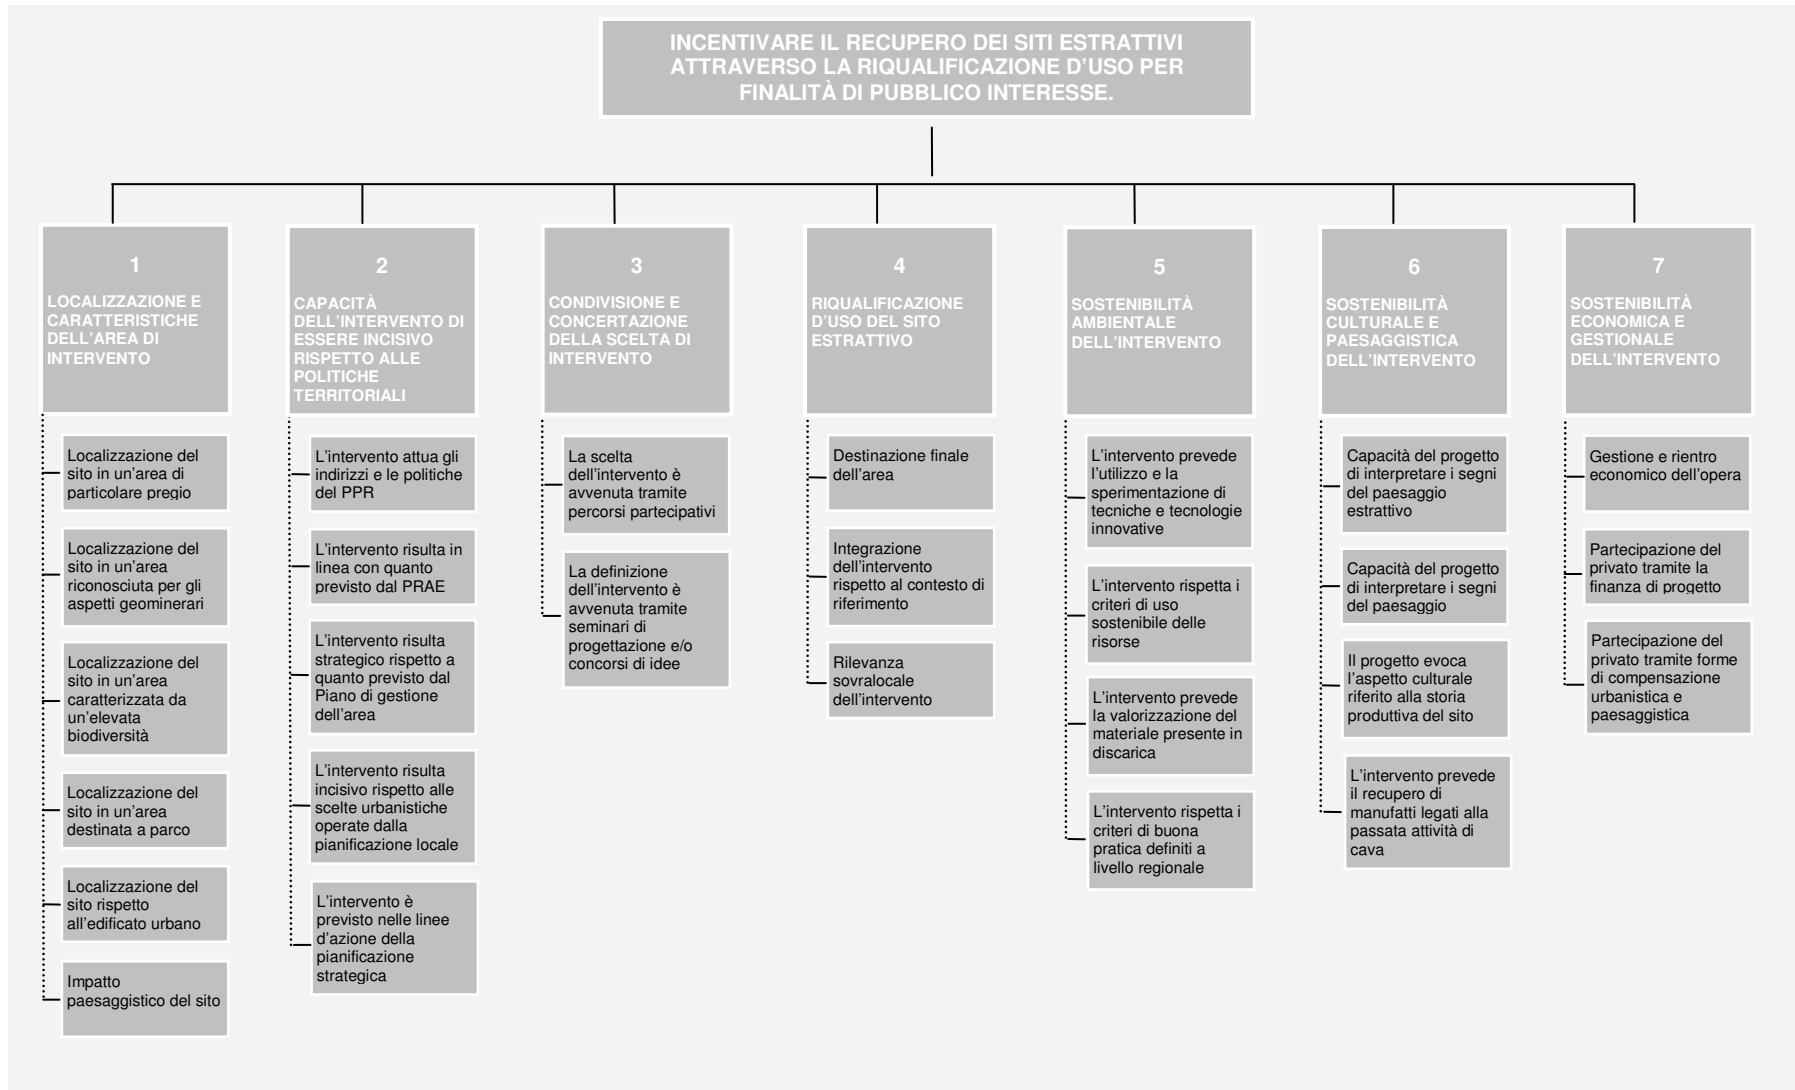 INCENTIVARE IL RECUPERO DEI SITI ESTRATTIVI
ATTRAVERSO LA RIQUALIFICAZIONE D'USO PER
FINALITÀ DI PUBBLICO INTERESSE.
1
LOCALIZZAZIONE E
CARATTERISTICHE
DELL'AREA DI
INTERVENTO
Localizzazione del
sito in un'area di
particolare pregio
Localizzazione del
sito in un'area
riconosciuta per gli
aspetti geominerari
Localizzazione del
sito in un'area
caratterizzata da
un'elevata
biodiversità
Localizzazione del
sito in un'area
destinata a parco
Localizzazione del
sito rispetto
all'edificato urbano
Impatto
paesaggistico del sito
2
CAPACITÀ
DELL'INTERVENTO DI
ESSERE INCISIVO
RISPETTO ALLE
POLITICHE
TERRITORIALI
L'intervento attua gli
indirizzi e le politiche
del PPR
L'intervento risulta in
linea con quanto
previsto dal PRAE
L'intervento risulta
strategico rispetto a
quanto previsto dal
Piano di gestione
dell'area
L'intervento risulta
incisivo rispetto alle
scelte urbanistiche
operate dalla
pianificazione locale
L'intervento è
previsto nelle linee
d'azione della
pianificazione
strategica
3
CONDIVISIONE E
CONCERTAZIONE
DELLA SCELTA DI
INTERVENTO
La scelta
dell'intervento è
avvenuta tramite
percorsi partecipativi
La definizione
dell'intervento è
avvenuta tramite
seminari di
progettazione e/o
concorsi di idee
4
RIQUALIFICAZIONE
D'USO DEL SITO
ESTRATTIVO
Destinazione finale
dell'area
Integrazione
dell'intervento
rispetto al contesto di
riferimento
Rilevanza
sovralocale
dell'intervento
5
SOSTENIBILITÀ
AMBIENTALE
DELL'INTERVENTO
L'intervento prevede
l'utilizzo e la
sperimentazione di
tecniche e tecnologie
innovative
L'intervento rispetta i
criteri di uso
sostenibile delle
risorse
L'intervento prevede
la valorizzazione del
materiale presente in
discarica
L'intervento rispetta i
criteri di buona
pratica definiti a
livello regionale
6
SOSTENIBILITÀ
CULTURALE E
PAESAGGISTICA
DELL'INTERVENTO
Capacità del progetto
di interpretare i segni
del paesaggio
estrattivo
Capacità del progetto
di interpretare i segni
del paesaggio
Il progetto evoca
l'aspetto culturale
riferito alla storia
produttiva del sito
L'intervento prevede
il recupero di
manufatti legati alla
passata attività di
cava
7
SOSTENIBILITÀ
ECONOMICA E
GESTIONALE
DELL'INTERVENTO
Gestione e rientro
economico dell'opera
Partecipazione del
privato tramite la
finanza di progetto
Partecipazione del
privato tramite forme
di compensazione
urbanistica e
paesaggistica